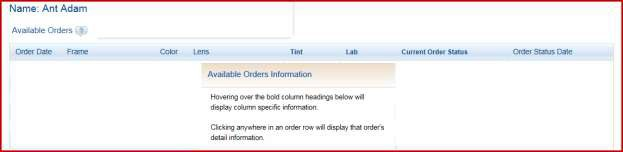 Name: Ant Adam
Available Orders ?
Order Date Frame Color Lens Tint Lab Current Order Status Order Status Date
Available Orders Information
Hovering over the bold column headings below will
display column specific information.
Clicking anywhere in an order row will display that order's
detail information.